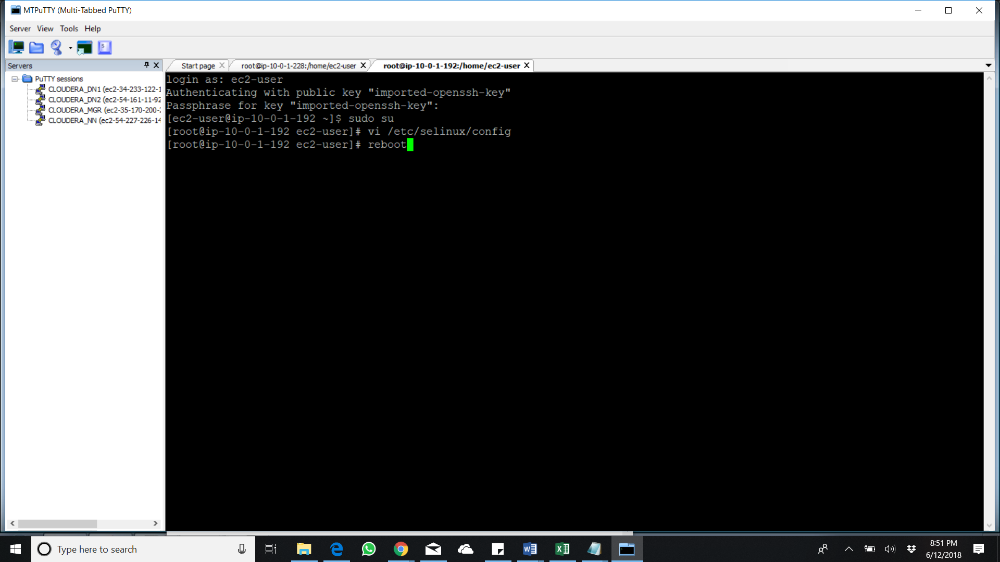 MTPuTTY (Multi-Tabbed PuTTY)
Server View Tools Help
Servers
Start page
root@ip-10-0-1-228:/home/ec2-user
root@ip-10-0-1-192:/home/ec2-user
PuTTY sessions
CLOUDERA_DN1 (ec2-34-233-122-1
CLOUDERA_DN2 (ec2-54-161-11-92
CLOUDERA_MGR (ec2-35-170-200-2
CLOUDERA_NN (ec2-54-227-226-14
login as: ec2-user
Authenticating with public key "imported-openssh-key"
Passphrase for key "imported-openssh-key":
[ec2-user@ip-10-0-1-192 ~]$ sudo su
[root@ip-10-0-1-192 ec2-user]# vi /etc/selinux/config
[root@ip-10-0-1-192 ec2-user]# reboot
Type here to search
8:51 PM
6/12/2018